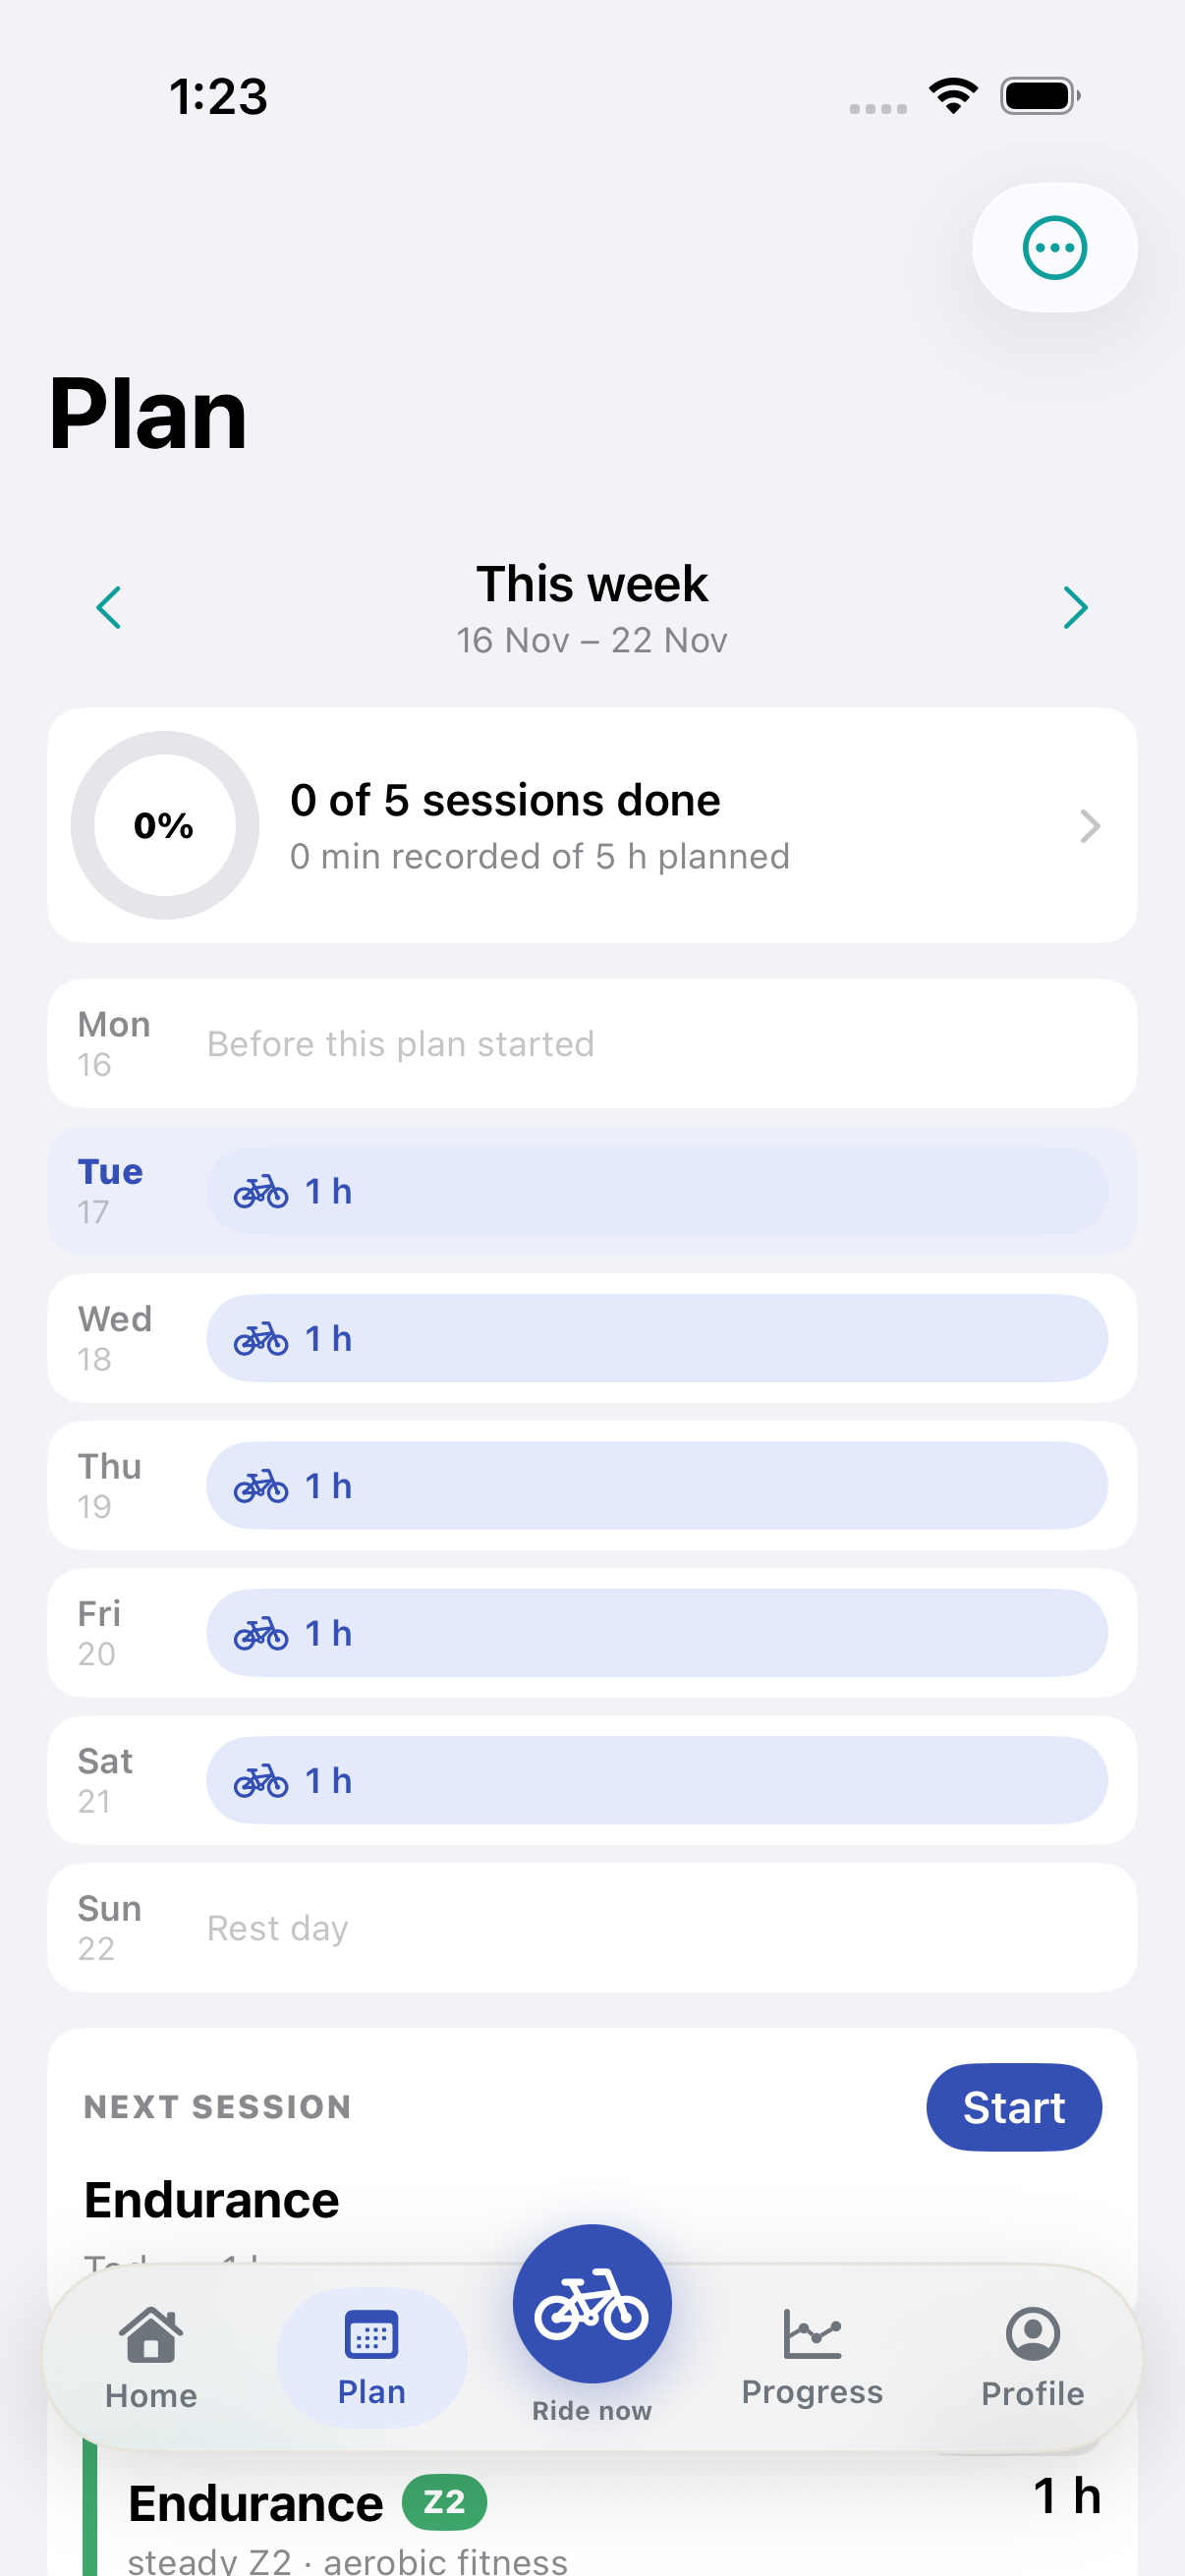 1:23
Plan
This week
16 Nov – 22 Nov
0%
0 of 5 sessions done
0 min recorded of 5 h planned
Mon
16
Before this plan started
Tue
17
1 h
Wed
18
1 h
Thu
19
1 h
Fri
20
1 h
Sat
21
1 h
Sun
22
Rest day
NEXT SESSION
Start
Endurance
Home
Plan
Ride now
Progress
Profile
Endurance Z2
1 h
steady Z2 · aerobic fitness